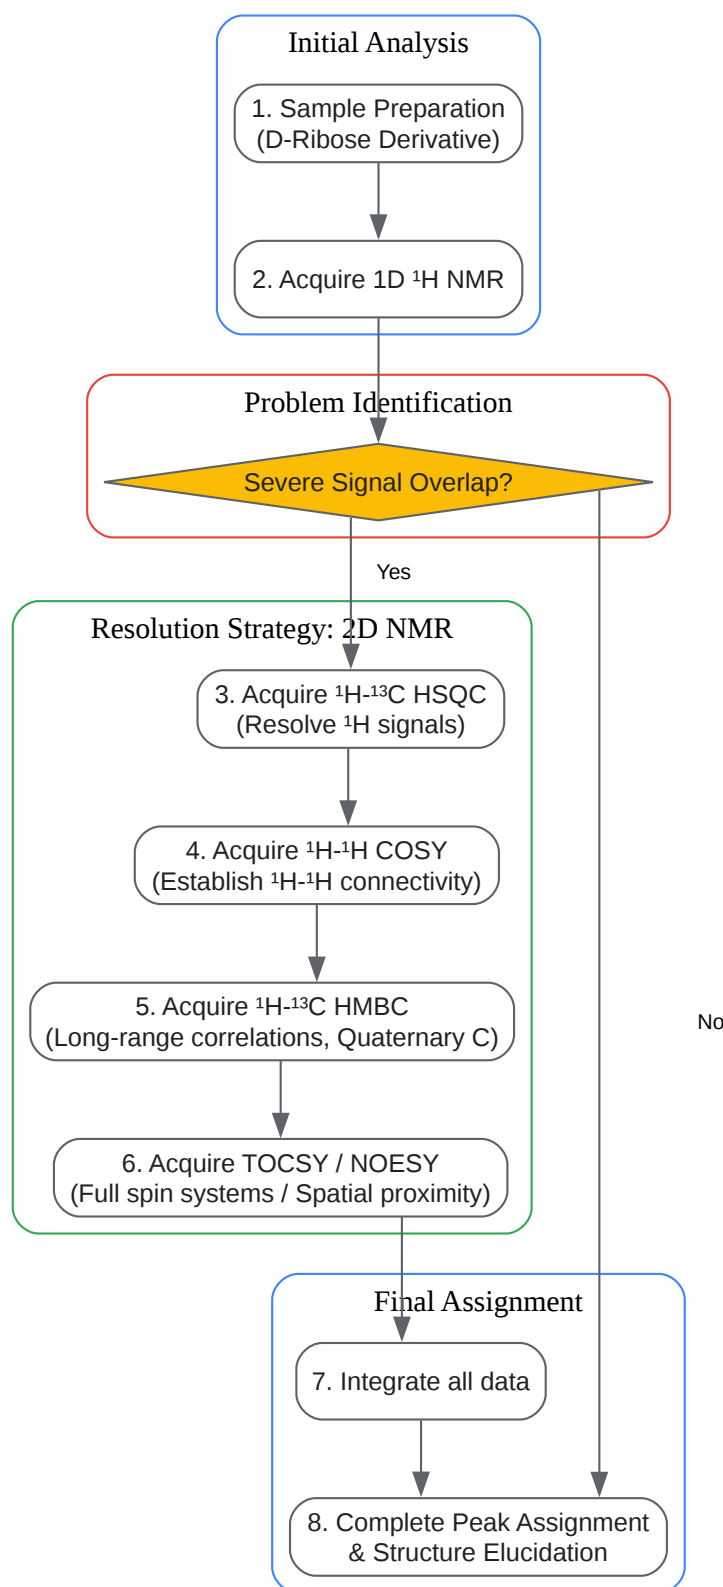 Initial Analysis
1. Sample Preparation
(D-Ribose Derivative)
2. Acquire 1D ¹H NMR
Problem Identification
Severe Signal Overlap?
Yes
Resolution Strategy: 2D NMR
3. Acquire ¹H-¹³C HSQC
(Resolve ¹H signals)
4. Acquire ¹H-¹H COSY
(Establish ¹H-¹H connectivity)
5. Acquire ¹H-¹³C HMBC
(Long-range correlations, Quaternary C)
No
6. Acquire TOCSY / NOESY
(Full spin systems / Spatial proximity)
Final Assignment
7. Integrate all data
8. Complete Peak Assignment
& Structure Elucidation